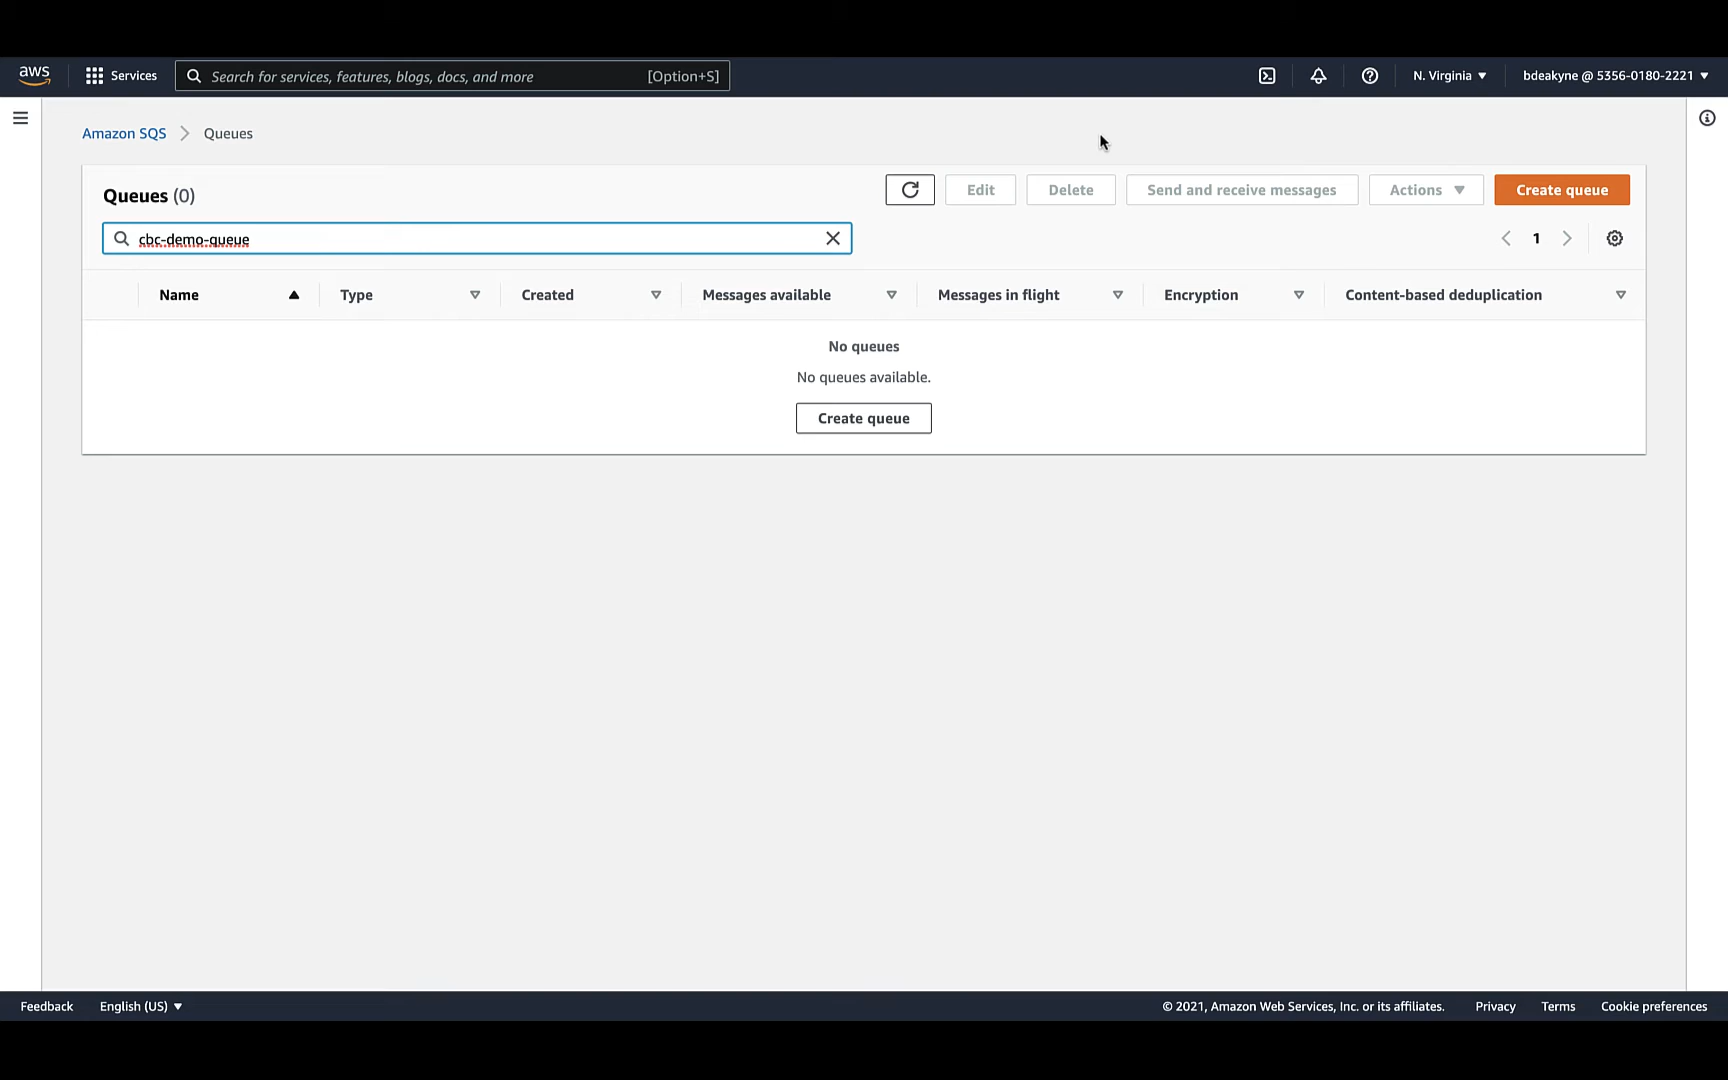 aws
Services
Search for services, features, blogs, docs, and more [Option+S]
N. Virginia
bdeakyne @ 5356-0180-2221
Amazon SQS
Queues
Queues (0)
Edit
Delete
Send and receive messages
Actions
Create queue
cbc-demo-queue
1
Name
Type
Created
Messages available
Messages in flight
Encryption
Content-based deduplication
No queues
No queues available.
Create queue
Feedback
English (US)
© 2021, Amazon Web Services, Inc. or its affiliates.
Privacy
Terms
Cookie preferences